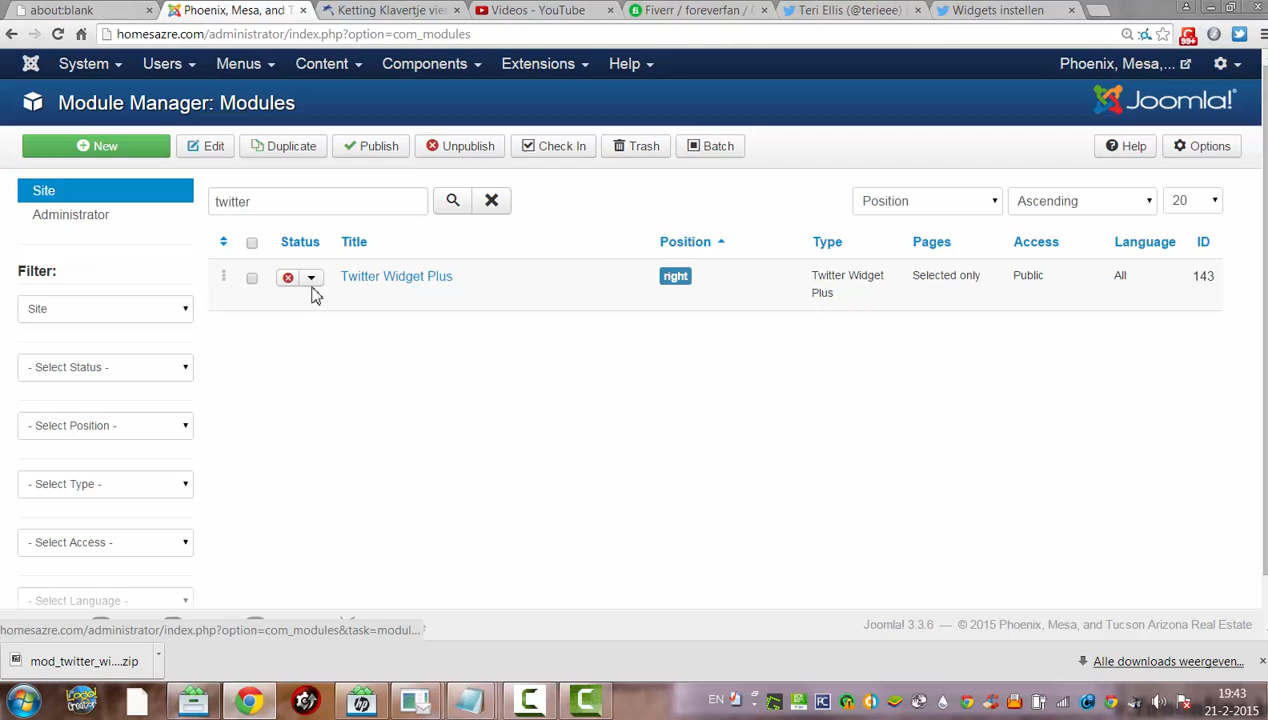 about:blank
Phoenix, Mesa, and T
Ketting Klavertje vie
Videos - YouTube
Fiverr / foreverfan / C
Teri Ellis (@tereee)
Widgets instellen
homesazre.com/administrator/index.php?option=com_modules
99+
System
Users
Menus
Content
Components
Extensions
Help
Phoenix, Mesa,...
Module Manager: Modules
Joomla!®
New
Edit
Duplicate
Publish
Unpublish
Check In
Trash
Batch
Help
Options
Site
Administrator
twitter
Position
Ascending
20
Status
Title
Position
Type
Pages
Access
Language
ID
Twitter Widget Plus
right
Twitter Widget
Plus
Selected only
Public
All
143
Filter:
Site
- Select Status -
- Select Position -
- Select Type -
- Select Access -
- Select Language -
homesazre.com/administrator/index.php?option=com_modules&task=modul...
Joomla! 3.3.6 — © 2015 Phoenix, Mesa, and Tucson Arizona Real Estate
mod_twitter_wi....zip
Alle downloads weergeven...
EN
19:43
21-2-2015